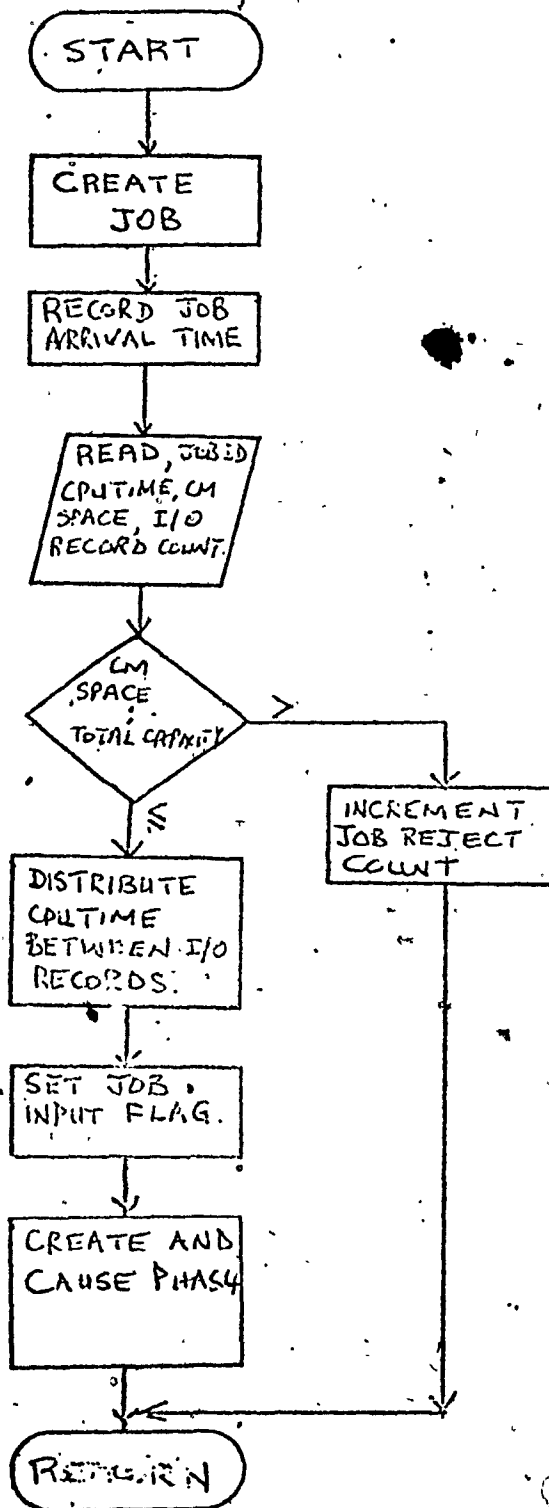 START
CREATE
JOB
RECORD JOB
ARRIVAL TIME
READ, JOBID
CPUTIME, CM
SPACE, I/O
RECORD COUNT.
CM
SPACE
:
TOTAL CAPACITY
>
≤
INCREMENT
JOB REJECT
COUNT
DISTRIBUTE
CPUTIME
BETWEEN I/O
RECORDS.
SET JOB
INPUT FLAG.
CREATE AND
CAUSE PHAS4
RETURN